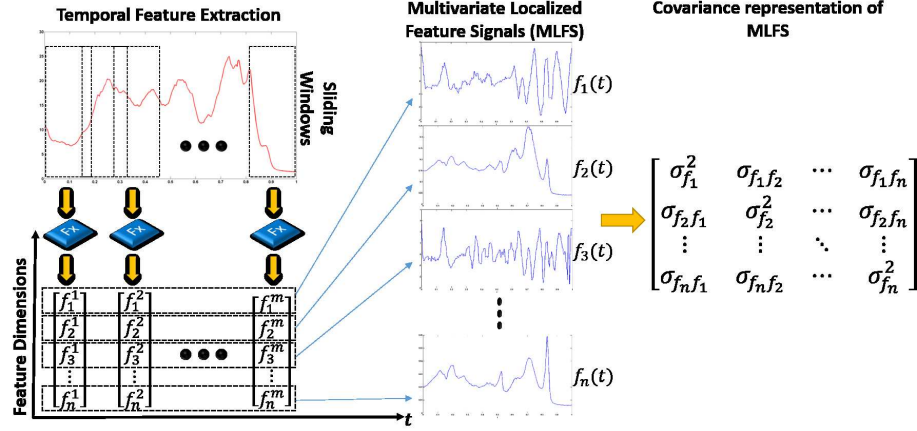 Temporal Feature Extraction
Multivariate Localized
Feature Signals (MLFS)
Covariance representation of
MLFS
Sliding
Windows
Fx Fx Fx
Feature Dimensions
f_1^1 f_1^2 f_1^m
f_2^1 f_2^2 f_2^m
f_3^1 f_3^2 ●●● f_3^m
⋮ ⋮ ⋮
f_n^1 f_n^2 f_n^m
t
f_1(t)
f_2(t)
f_3(t)
f_n(t)
σ_{f_1}^2 σ_{f_1f_2} ⋯ σ_{f_1f_n}
σ_{f_2f_1} σ_{f_2}^2 ⋯ σ_{f_2f_n}
⋮ ⋮ ⋱ ⋮
σ_{f_nf_1} σ_{f_nf_2} ⋯ σ_{f_n}^2